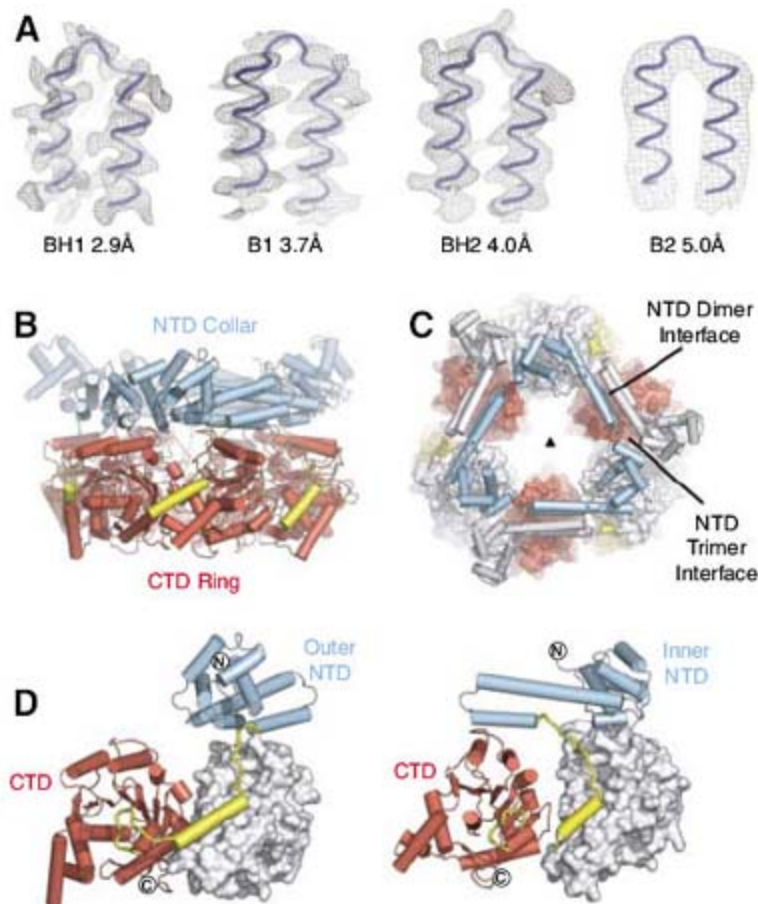 A
BH1 2.9Å
B1 3.7Å
BH2 4.0Å
B2 5.0Å
B
NTD Collar
CTD Ring
C
NTD Dimer
Interface
NTD
Trimer
Interface
D
Outer
NTD
N
CTD
C
Inner
NTD
N
CTD
C